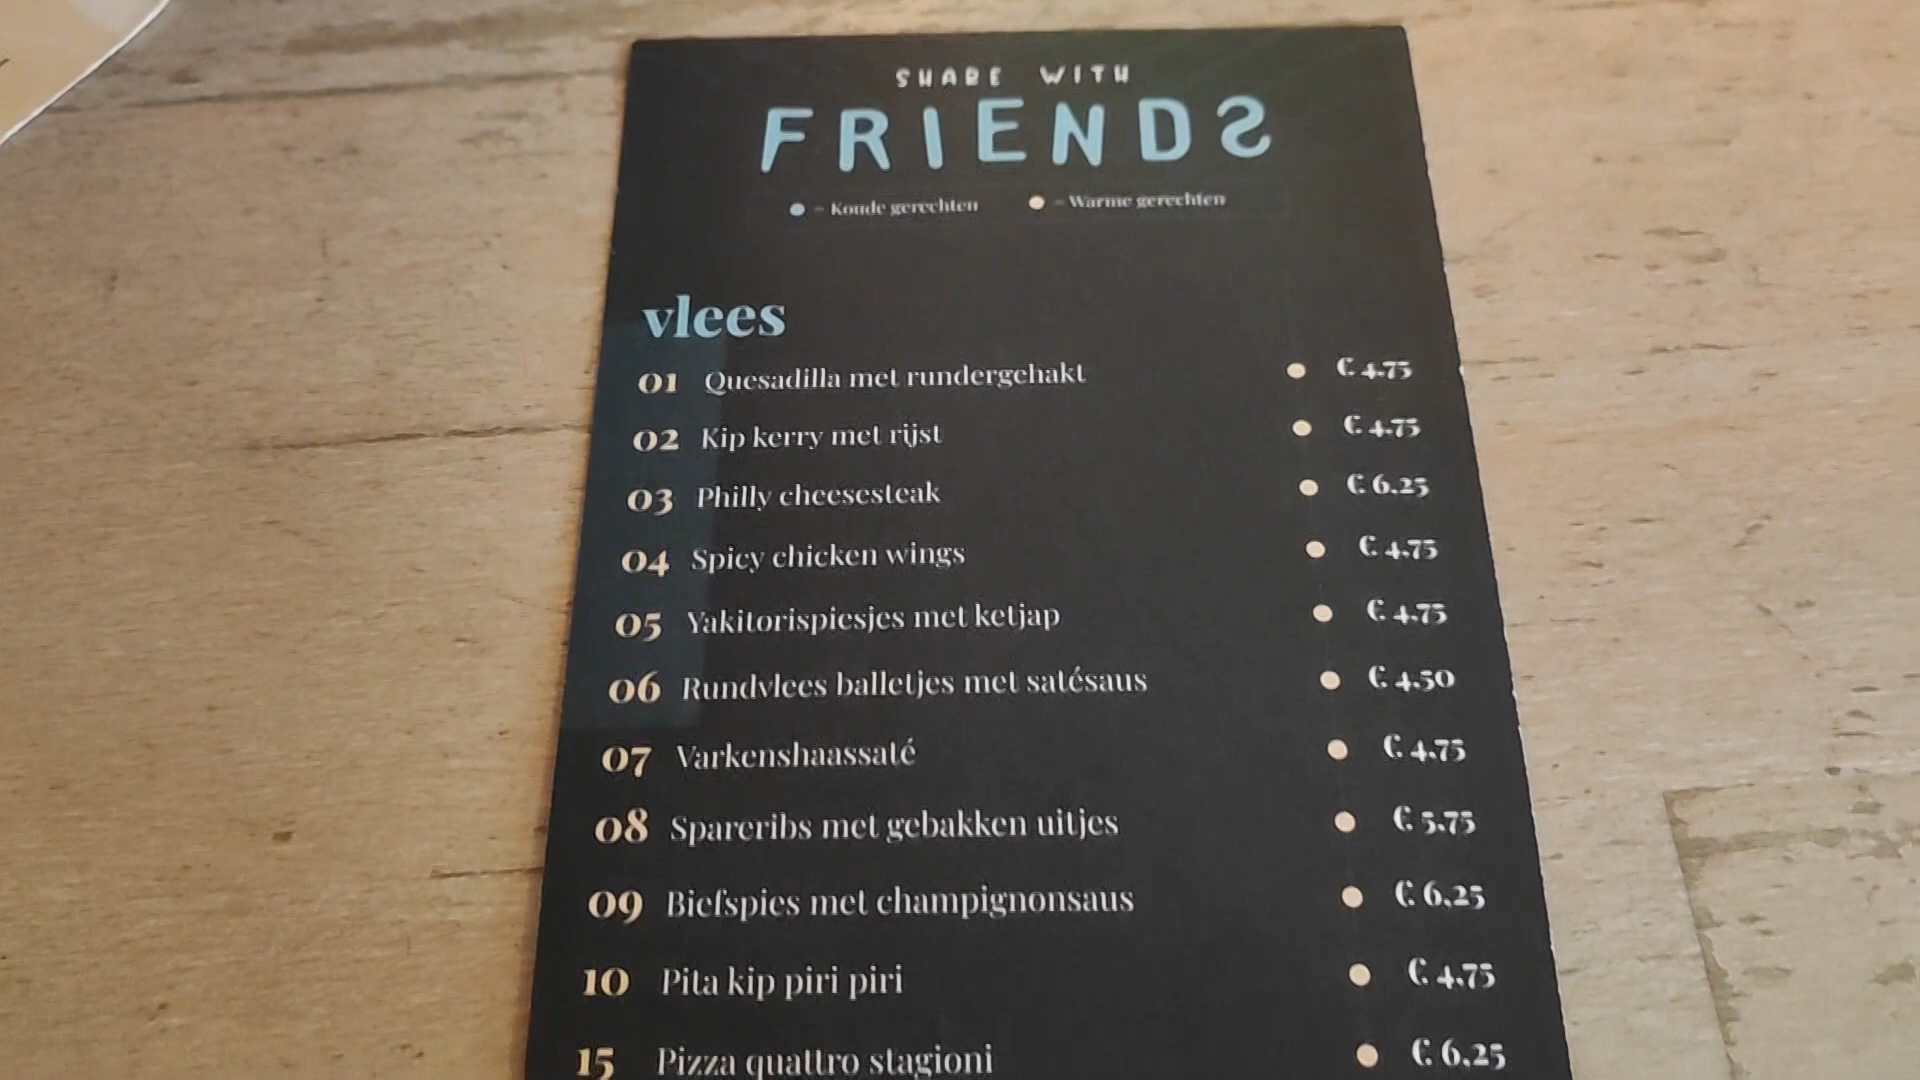 SHARE WITH
FRIENDS
= Koude gerechten = Warme gerechten
vlees
01 Quesadilla met rundergehakt € 4.75
02 Kip kerry met rijst € 4.75
03 Philly cheesesteak € 6.25
04 Spicy chicken wings € 4.75
05 Yakitorispiesjes met ketjap € 4.75
06 Rundvlees balletjes met satésaus € 4.50
07 Varkenshaassaté € 4.75
08 Spareribs met gebakken uitjes € 5.75
09 Biefspies met champignonsaus € 6.25
10 Pita kip piri piri € 4.75
15 Pizza quattro stagioni € 6.25